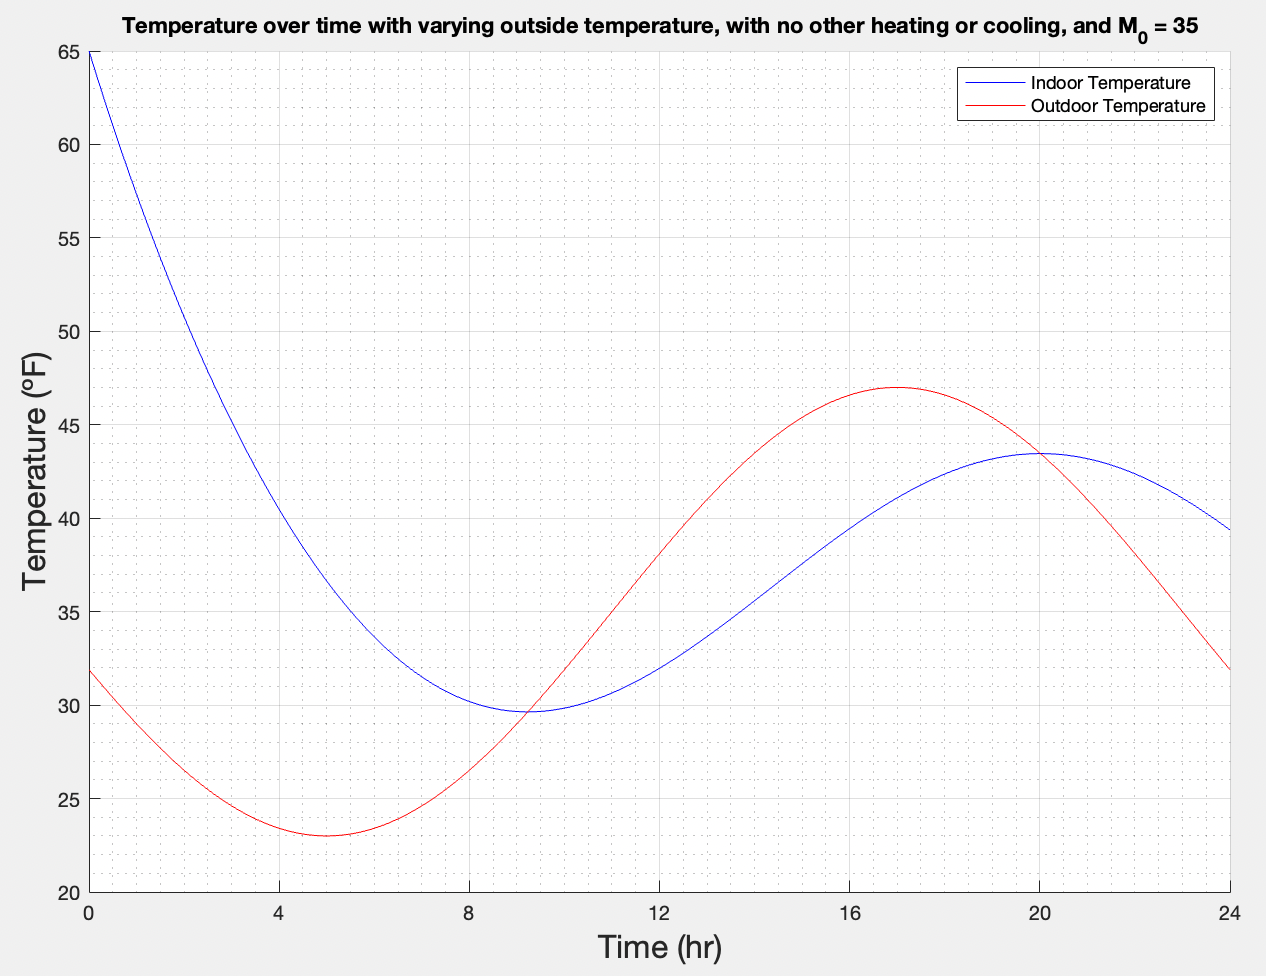 Temperature over time with varying outside temperature, with no other heating or cooling, and M0 = 35
Indoor Temperature
Outdoor Temperature
Temperature (ºF)
65
60
55
50
45
40
35
30
25
20
0 4 8 12 16 20 24
Time (hr)